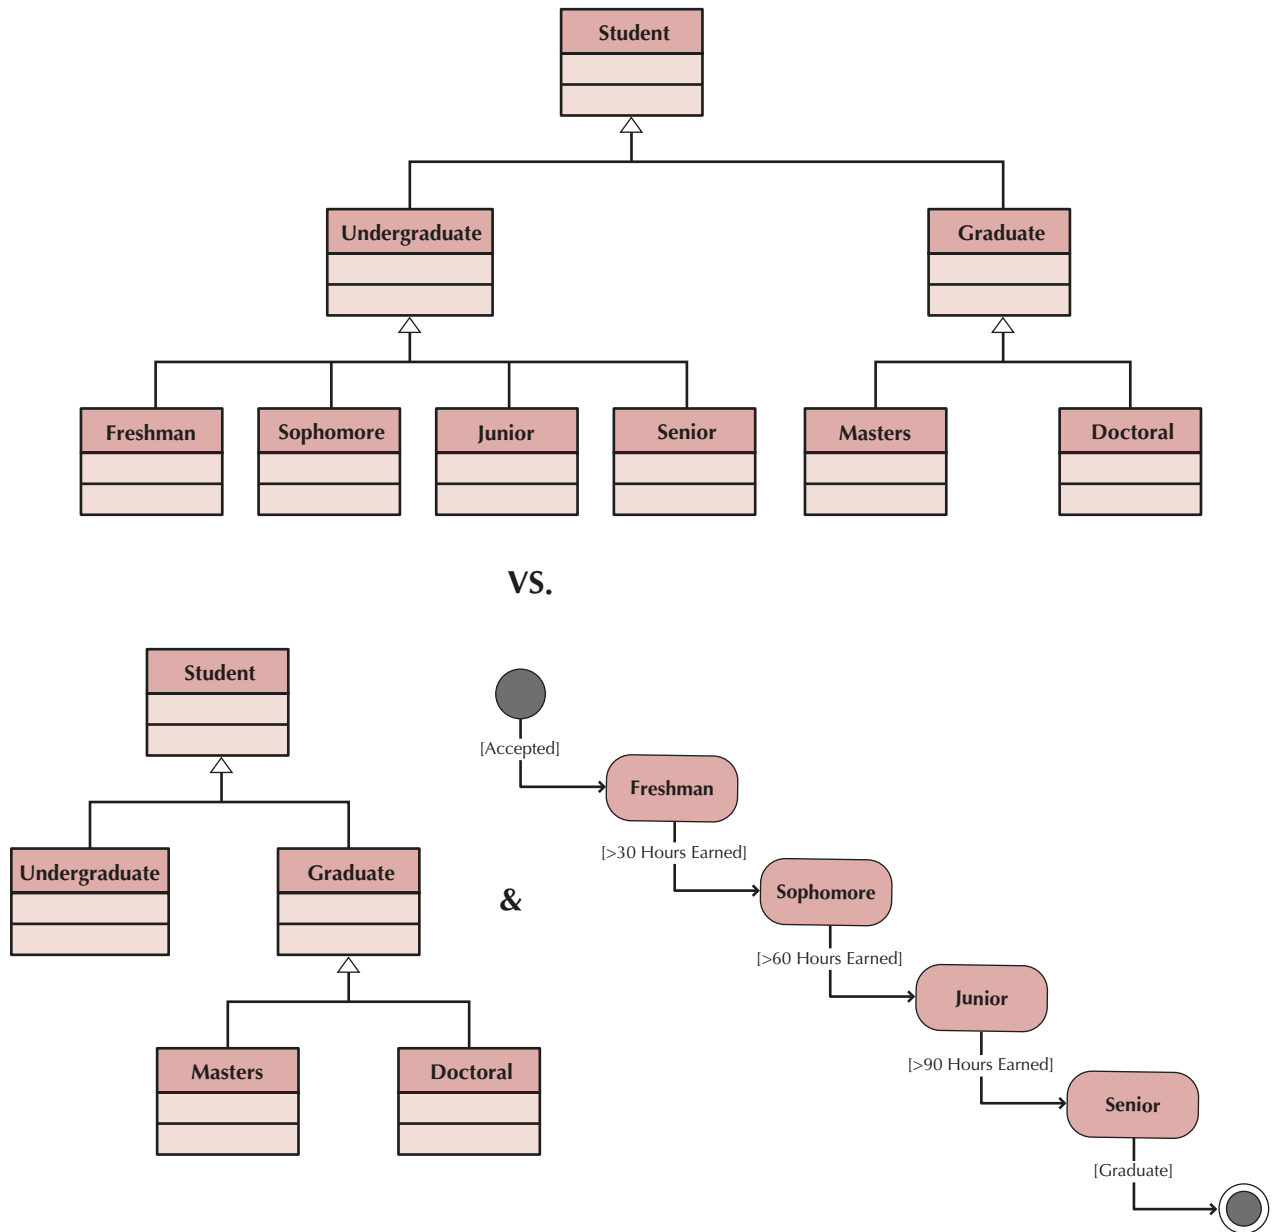 Student
Undergraduate
Graduate
Freshman
Sophomore
Junior
Senior
Masters
Doctoral
VS.
Student
[Accepted]
Freshman
[>30 Hours Earned]
Undergraduate
Graduate
&
Sophomore
[>60 Hours Earned]
Junior
[>90 Hours Earned]
Masters
Doctoral
Senior
[Graduate]